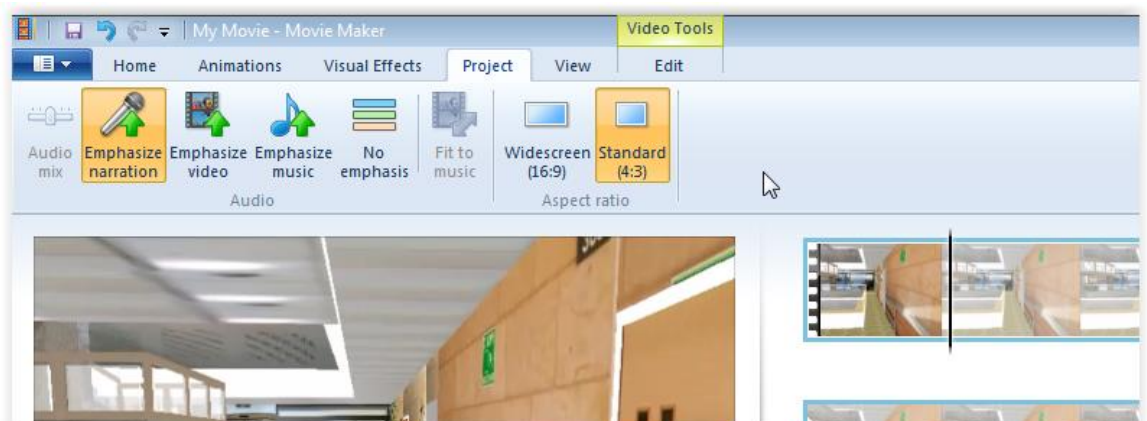 My Movie - Movie Maker
Video Tools
Home Animations Visual Effects Project View Edit
Audio mix
Emphasize narration
Emphasize video
Emphasize music
No emphasis
Fit to music
Widescreen (16:9)
Standard (4:3)
Audio
Aspect ratio